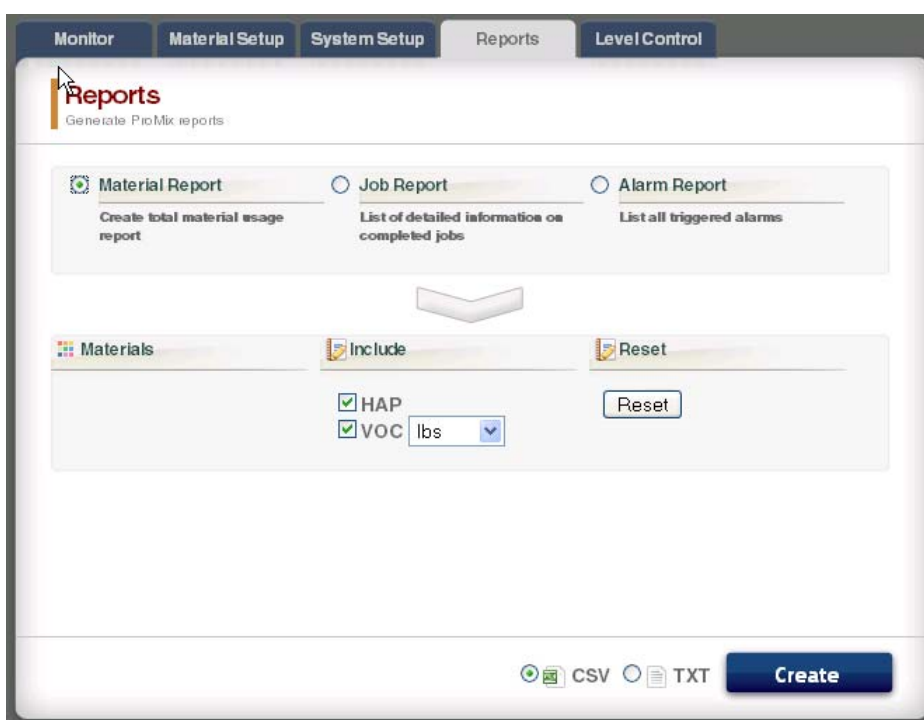 Monitor
Material Setup
System Setup
Reports
Level Control
Reports
Generate ProMix reports
Material Report
Create total material usage
report
Job Report
List of detailed information on
completed jobs
Alarm Report
List all triggered alarms
Materials
Include
Reset
HAP
VOC
lbs
Reset
CSV
TXT
Create